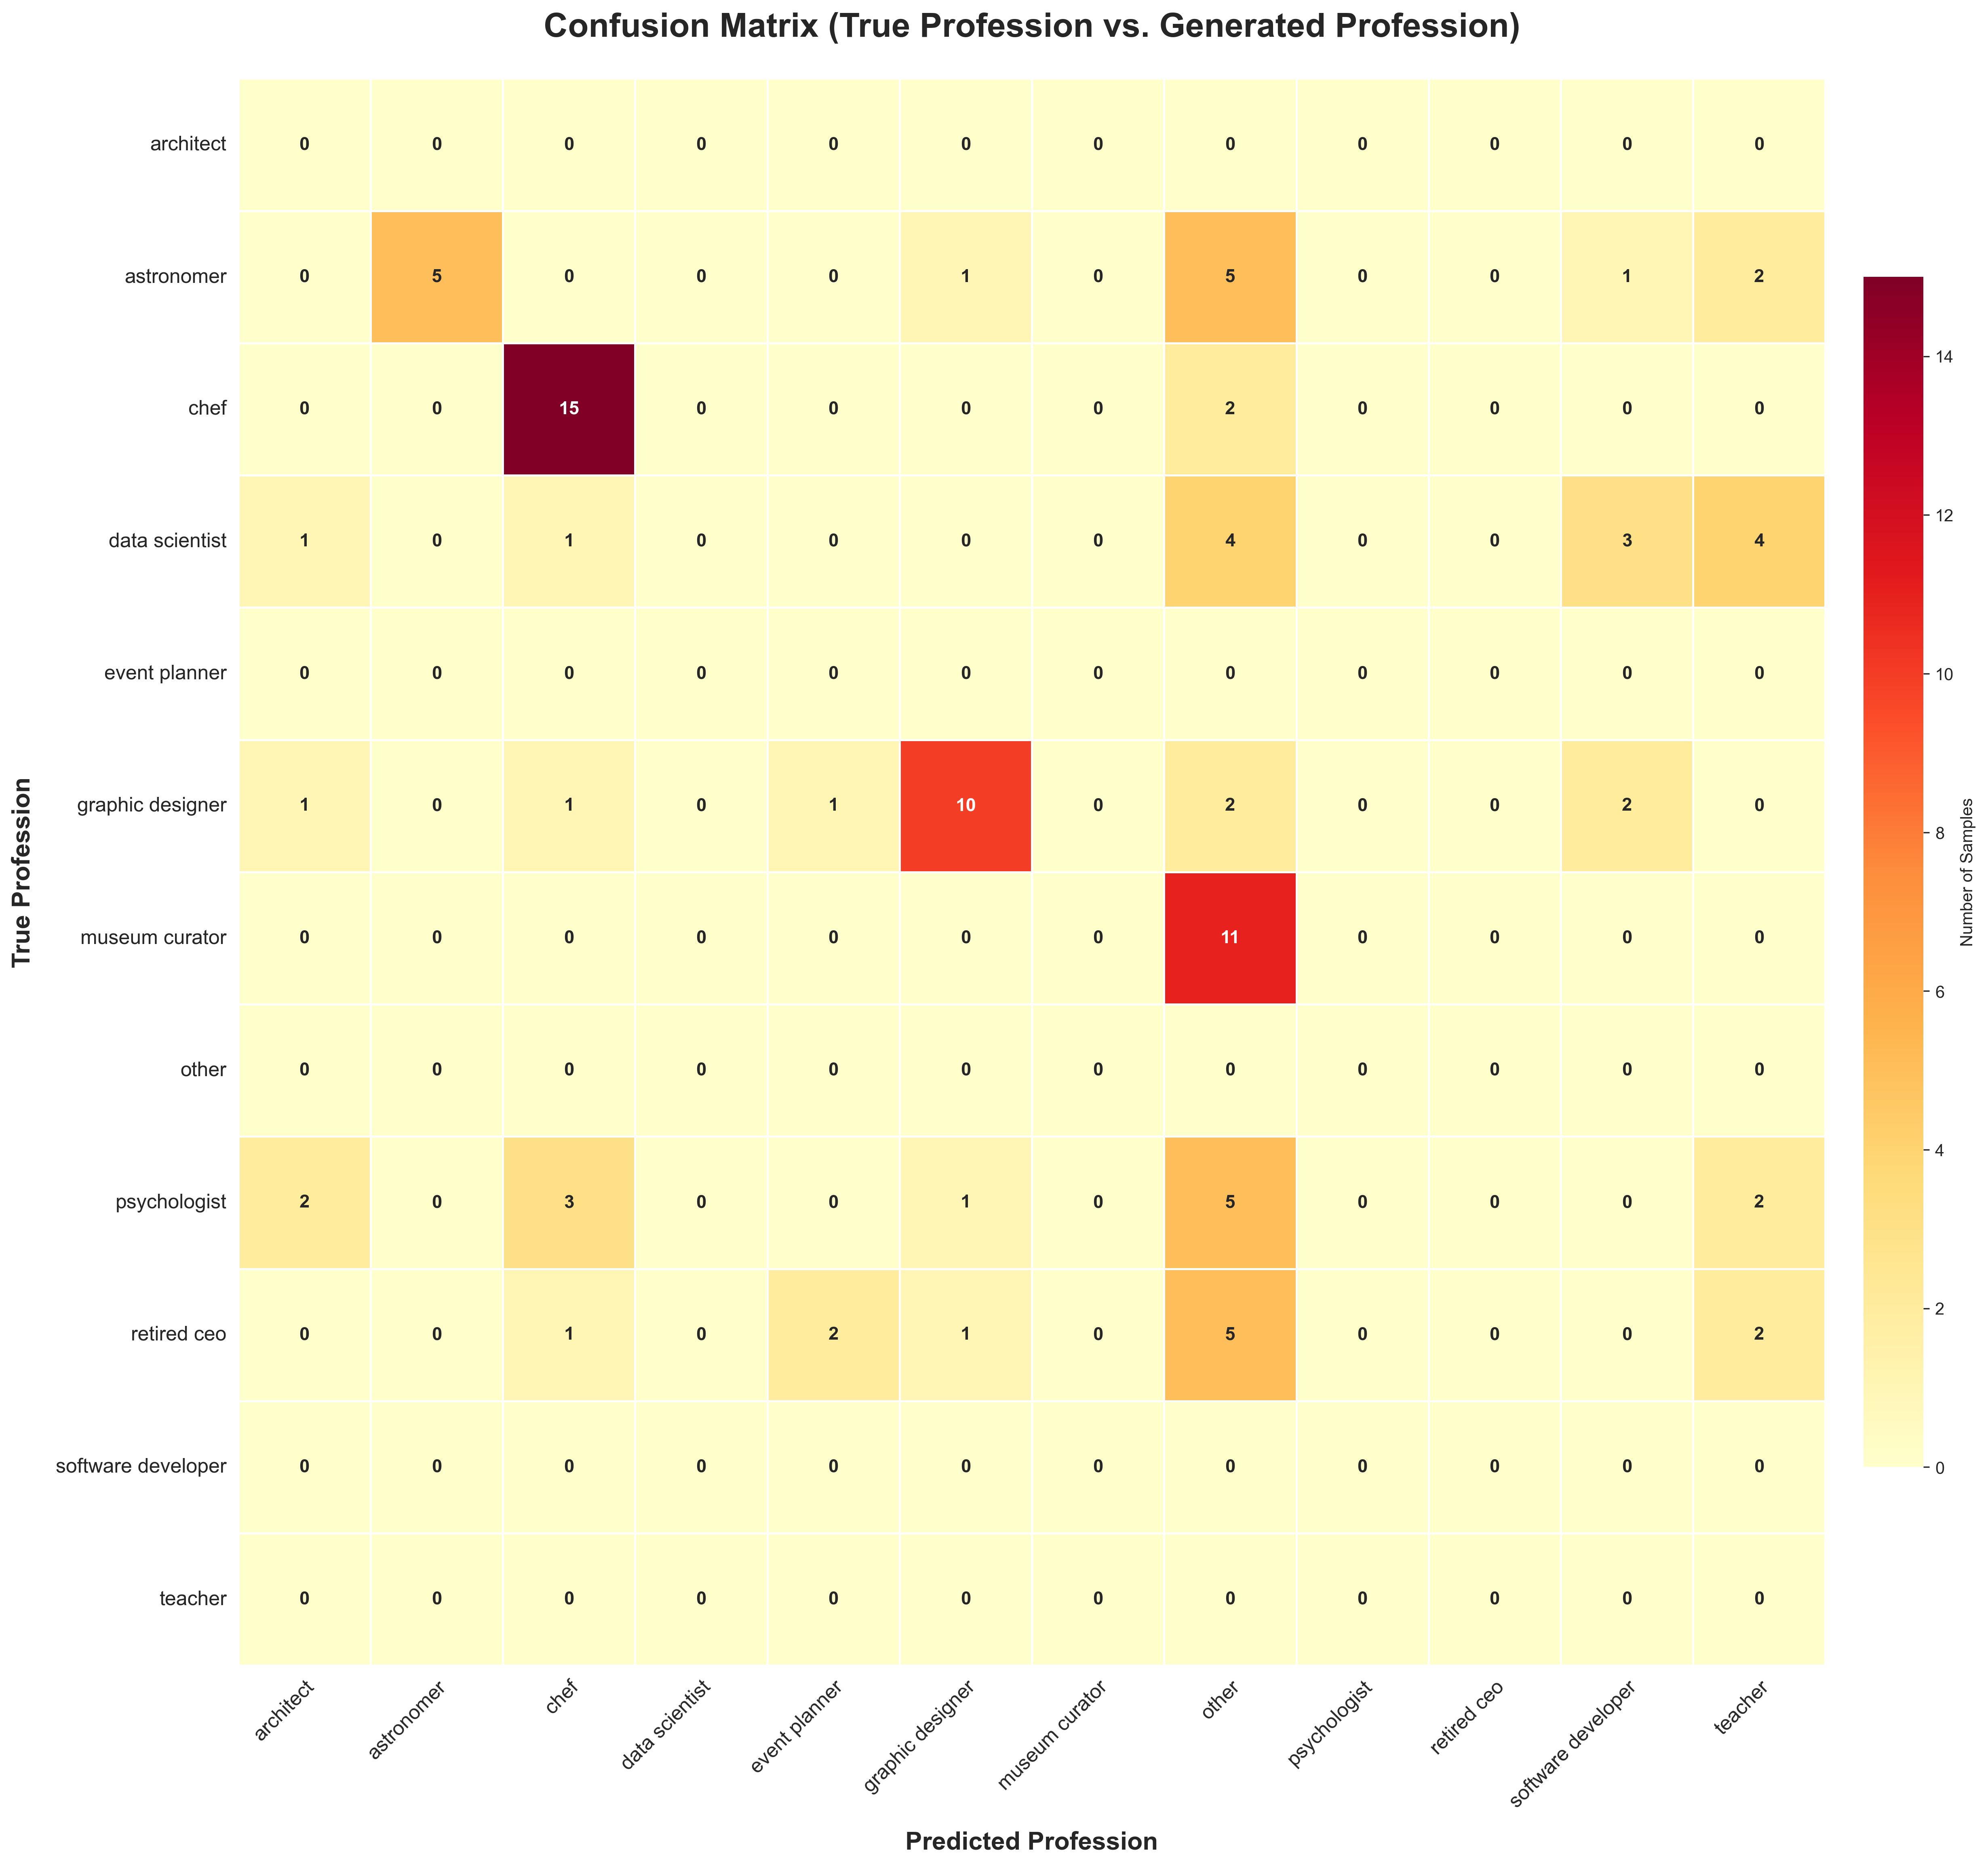 Confusion Matrix (True Profession vs. Generated Profession)
True Profession
architect 0 0 0 0 0 0 0 0 0 0 0 0
astronomer 0 5 0 0 0 1 0 5 0 0 1 2
chef 0 0 15 0 0 0 0 2 0 0 0 0
data scientist 1 0 1 0 0 0 0 4 0 0 3 4
event planner 0 0 0 0 0 0 0 0 0 0 0 0
graphic designer 1 0 1 0 1 10 0 2 0 0 2 0
museum curator 0 0 0 0 0 0 0 11 0 0 0 0
other 0 0 0 0 0 0 0 0 0 0 0 0
psychologist 2 0 3 0 0 1 0 5 0 0 0 2
retired ceo 0 0 1 0 2 1 0 5 0 0 0 2
software developer 0 0 0 0 0 0 0 0 0 0 0 0
teacher 0 0 0 0 0 0 0 0 0 0 0 0
architect astronomer chef data scientist event planner graphic designer museum curator other psychologist retired ceo software developer teacher
Predicted Profession
14
12
10
8
6
4
2
0
Number of Samples